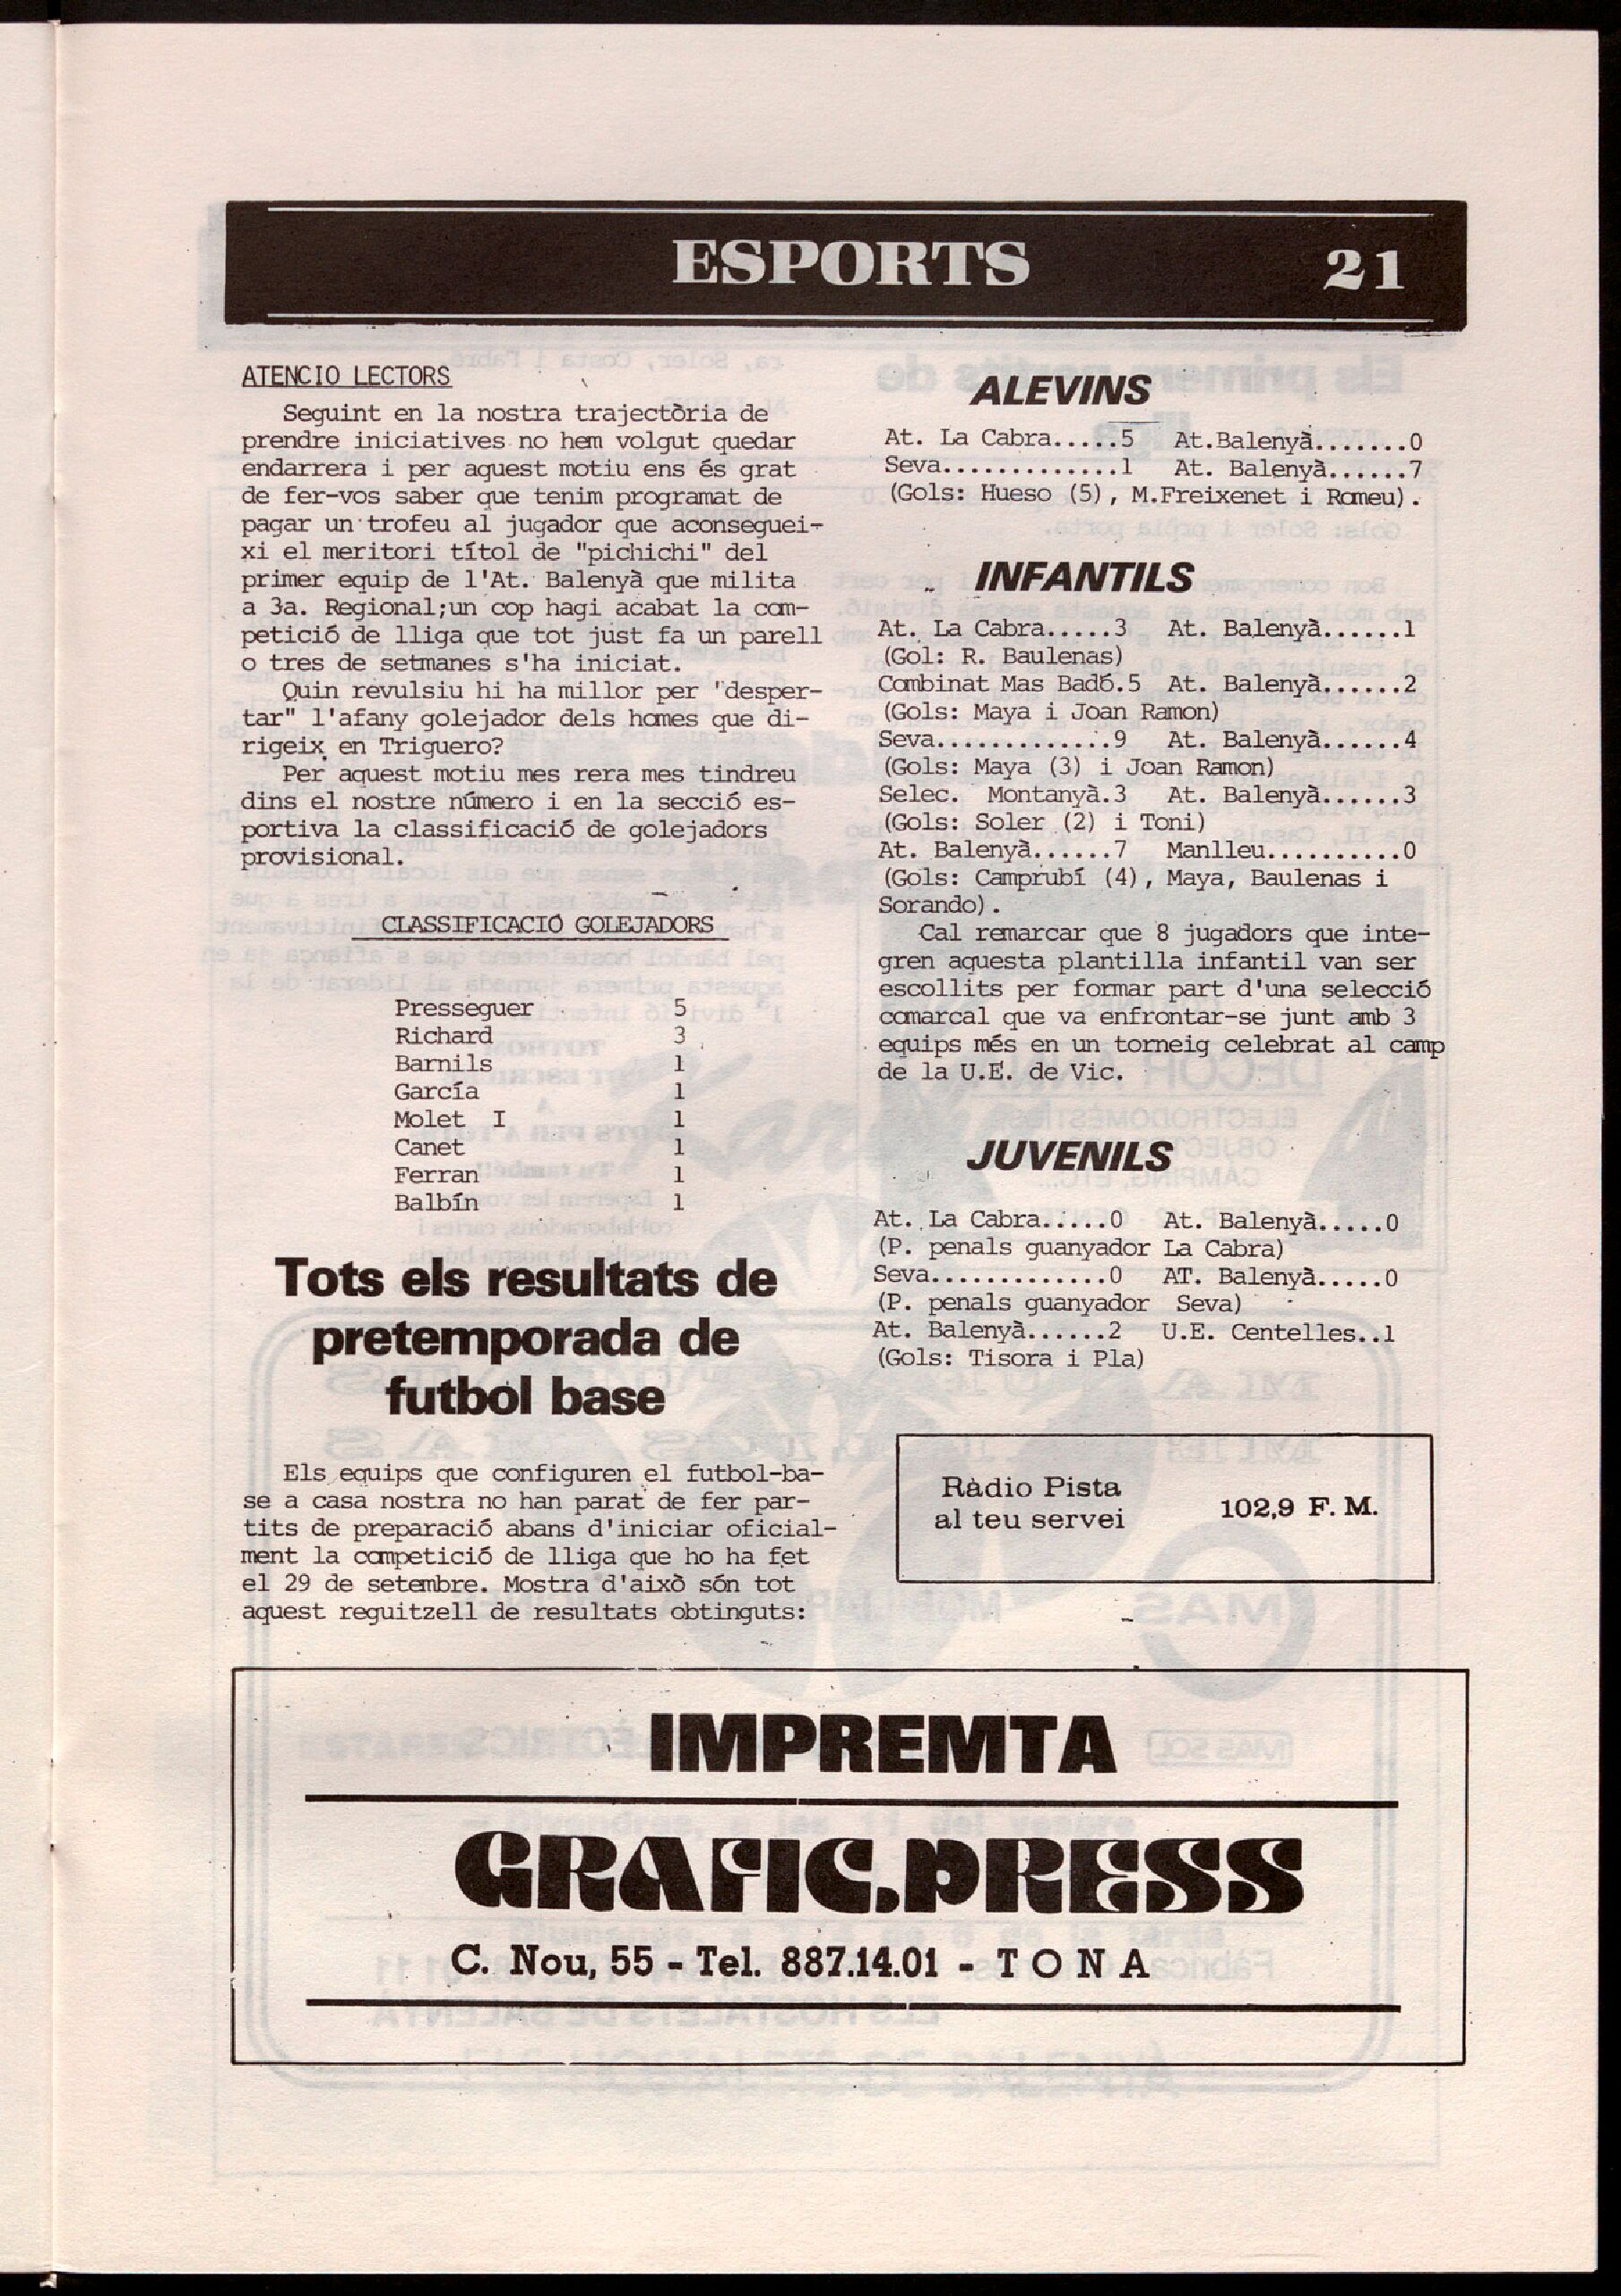 ESPORTS 21
ATENCIO LECTORS
Seguint en la nostra trajectòria de
prendre iniciatives no hem volgut quedar
endarrera i per aquest motiu ens és grat
de fer-vos saber que tenim programat de
pagar un trofeu al jugador que aconseguei-
xi el meritori títol de "pichichi" del
primer equip de l'At. Balenyà que milita
a 3a. Regional;un cop hagi acabat la com-
petició de lliga que tot just fa un parell
o tres de setmanes s'ha iniciat.
Quin revulsiu hi ha millor per "desper-
tar" l'afany golejador dels homes que di-
rigeix en Triguero?
Per aquest motiu mes rera mes tindreu
dins el nostre número i en la secció es-
portiva la classificació de golejadors
provisional.
CLASSIFICACIÓ GOLEJADORS
Presseguer 5
Richard 3
Barnils 1
García 1
Molet I 1
Canet 1
Ferran 1
Balbín 1
Tots els resultats de
pretemporada de
futbol base
Els equips que configuren el futbol-ba-
se a casa nostra no han parat de fer par-
tits de preparació abans d'iniciar oficial-
ment la competició de lliga que ho ha fet
el 29 de setembre. Mostra d'això són tot
aquest reguitzell de resultats obtinguts:
ALEVINS
At. La Cabra.....5 At.Balenyà.......0
Seva.............1 At. Balenyà......7
(Gols: Hueso (5), M.Freixenet i Romeu).
INFANTILS
At. La Cabra.....3 At. Balenyà......1
(Gol: R. Baulenas)
Combinat Mas Badó.5 At. Balenyà......2
(Gols: Maya i Joan Ramon)
Seva.............9 At. Balenyà......4
(Gols: Maya (3) i Joan Ramon)
Selec. Montanyà.3 At. Balenyà......3
(Gols: Soler (2) i Toni)
At. Balenyà......7 Manlleu..........0
(Gols: Camprubí (4), Maya, Baulenas i
Sorando).
Cal remarcar que 8 jugadors que inte-
gren aquesta plantilla infantil van ser
escollits per formar part d'una selecció
comarcal que va enfrontar-se junt amb 3
equips més en un torneig celebrat al camp
de la U.E. de Vic.
JUVENILS
At. La Cabra.....0 At. Balenyà.....0
(P. penals guanyador La Cabra)
Seva.............0 AT. Balenyà.....0
(P. penals guanyador Seva)
At. Balenyà......2 U.E. Centelles..1
(Gols: Tisora i Pla)
Ràdio Pista
al teu servei 102,9 F.M.
IMPREMTA
GRAFIC.PRESS
C. Nou, 55 - Tel. 887.14.01 - TONA